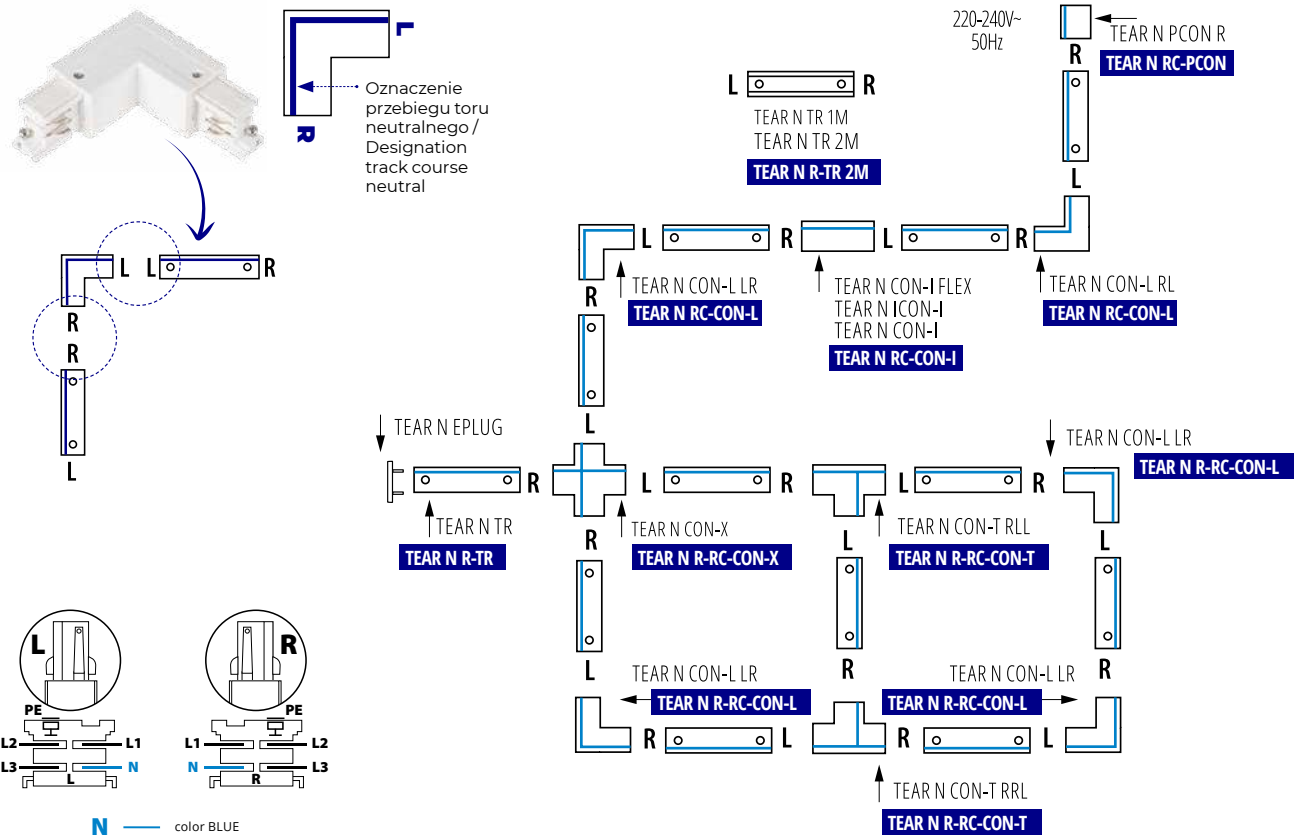 L
R
Oznaczenie
przebiegu toru
neutralnego /
Designation
track course
neutral
L
L
R
R
R
L
220-240V~
50Hz
TEAR N PCON R
TEAR N RC-PCON
R
L
L
R
TEAR N TR 1M
TEAR N TR 2M
TEAR N R-TR 2M
L
R
L
R
R
TEAR N CON-L LR
TEAR N RC-CON-L
TEAR N CON-I FLEX
TEAR N ICON-I
TEAR N CON-I
TEAR N RC-CON-I
TEAR N CON-L RL
TEAR N RC-CON-L
L
TEAR N EPLUG
R
L
R
L
R
TEAR N CON-L LR
TEAR N R-RC-CON-L
TEAR N TR
TEAR N R-TR
R
TEAR N CON-X
TEAR N R-RC-CON-X
L
TEAR N CON-T RLL
TEAR N R-RC-CON-T
L
L
R
R
TEAR N CON-L LR
TEAR N R-RC-CON-L
TEAR N CON-L LR
TEAR N R-RC-CON-L
R
L
R
L
TEAR N CON-T RRL
TEAR N R-RC-CON-T
L
R
PE
PE
L2
L1
L1
L2
L3
N
N
L3
L
R
N
color BLUE